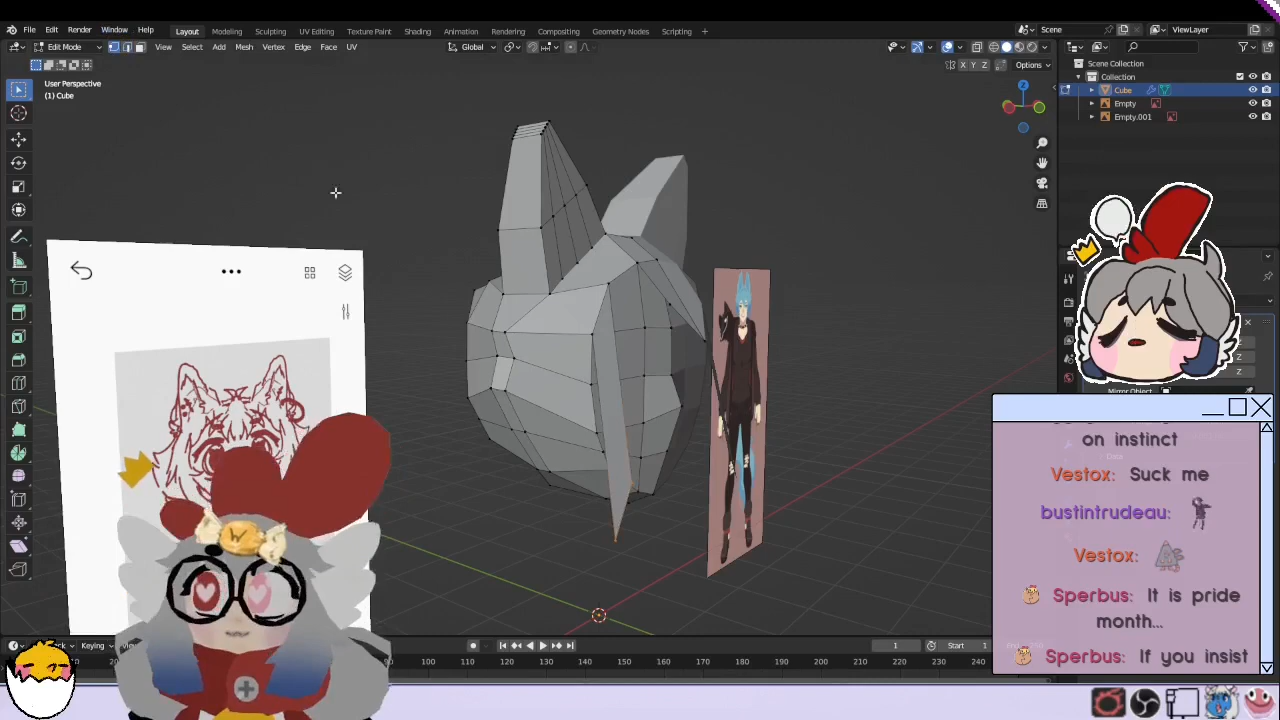 File Edit Render Window Help Layout Modeling Sculpting UV Editing Texture Paint Shading Animation Rendering Compositing Geometry Nodes Scripting + Scene ViewLayer
Edit Mode View Select Add Mesh Vertex Edge Face UV Global
X Y Z Options
User Perspective
(1) Cube
Scene Collection
Collection
Cube
Empty
Empty.001
Z
Z
Mirror Object
on instinct
Vestox: Suck me
bustintrudeau:
Vestox:
Sperbus: It is pride
month...
Sperbus: If you insist
Keying
1 Start 1
90 100 110 120 130 140 150 160 170 180 190 200 210 220 230 240